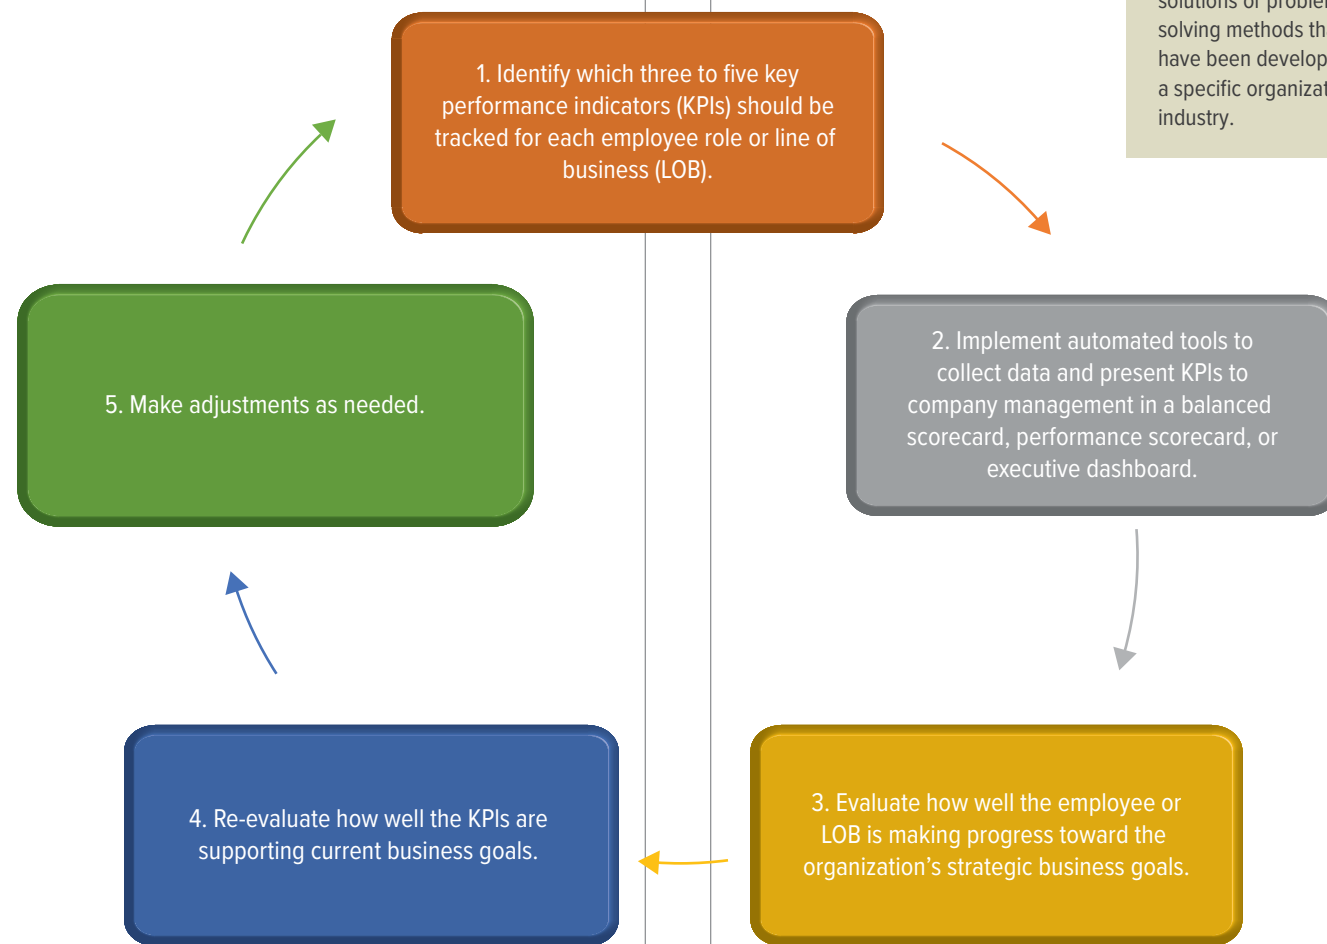 1. Identify which three to five key
performance indicators (KPIs) should be
tracked for each employee role or line of
business (LOB).
solving methods
have been
a specific
industry.
2. Implement automated tools to
collect data and present KPIs to
company management in a balanced
scorecard, performance scorecard, or
executive dashboard.
3. Evaluate how well the employee or
LOB is making progress toward the
organization’s strategic business goals.
4. Re-evaluate how well the KPIs are
supporting current business goals.
5. Make adjustments as needed.